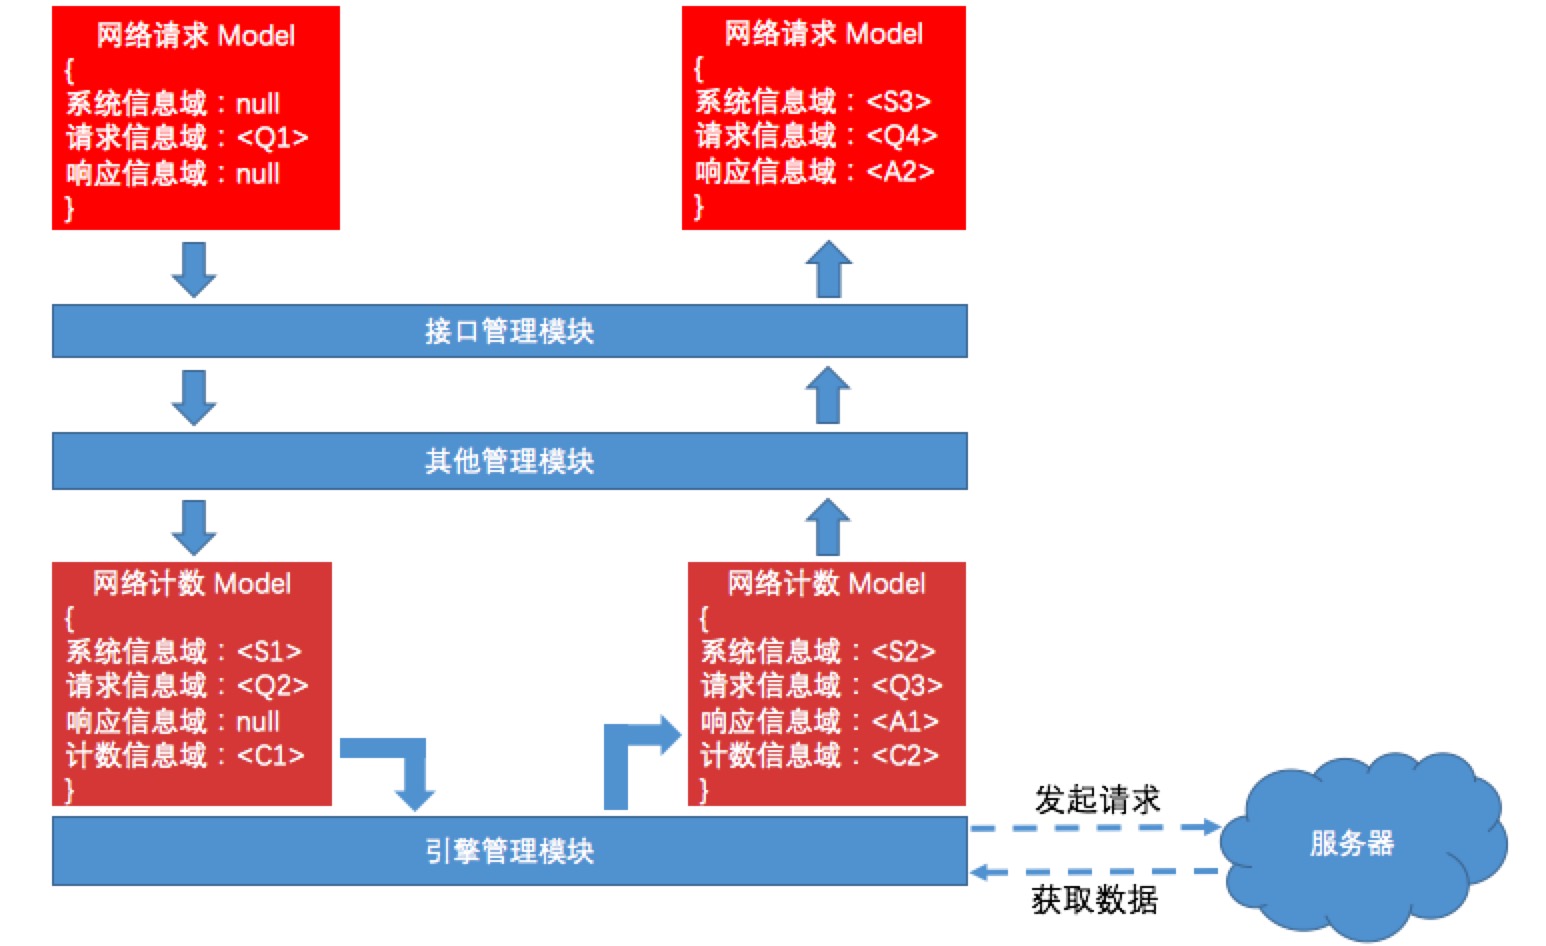 网络请求 Model
{
系统信息域：null
请求信息域：<Q1>
响应信息域：null
}
网络请求 Model
{
系统信息域：<S3>
请求信息域：<Q4>
响应信息域：<A2>
}
接口管理模块
其他管理模块
网络计数 Model
{
系统信息域：<S1>
请求信息域：<Q2>
响应信息域：null
计数信息域：<C1>
}
网络计数 Model
{
系统信息域：<S2>
请求信息域：<Q3>
响应信息域：<A1>
计数信息域：<C2>
}
引擎管理模块
发起请求
获取数据
服务器